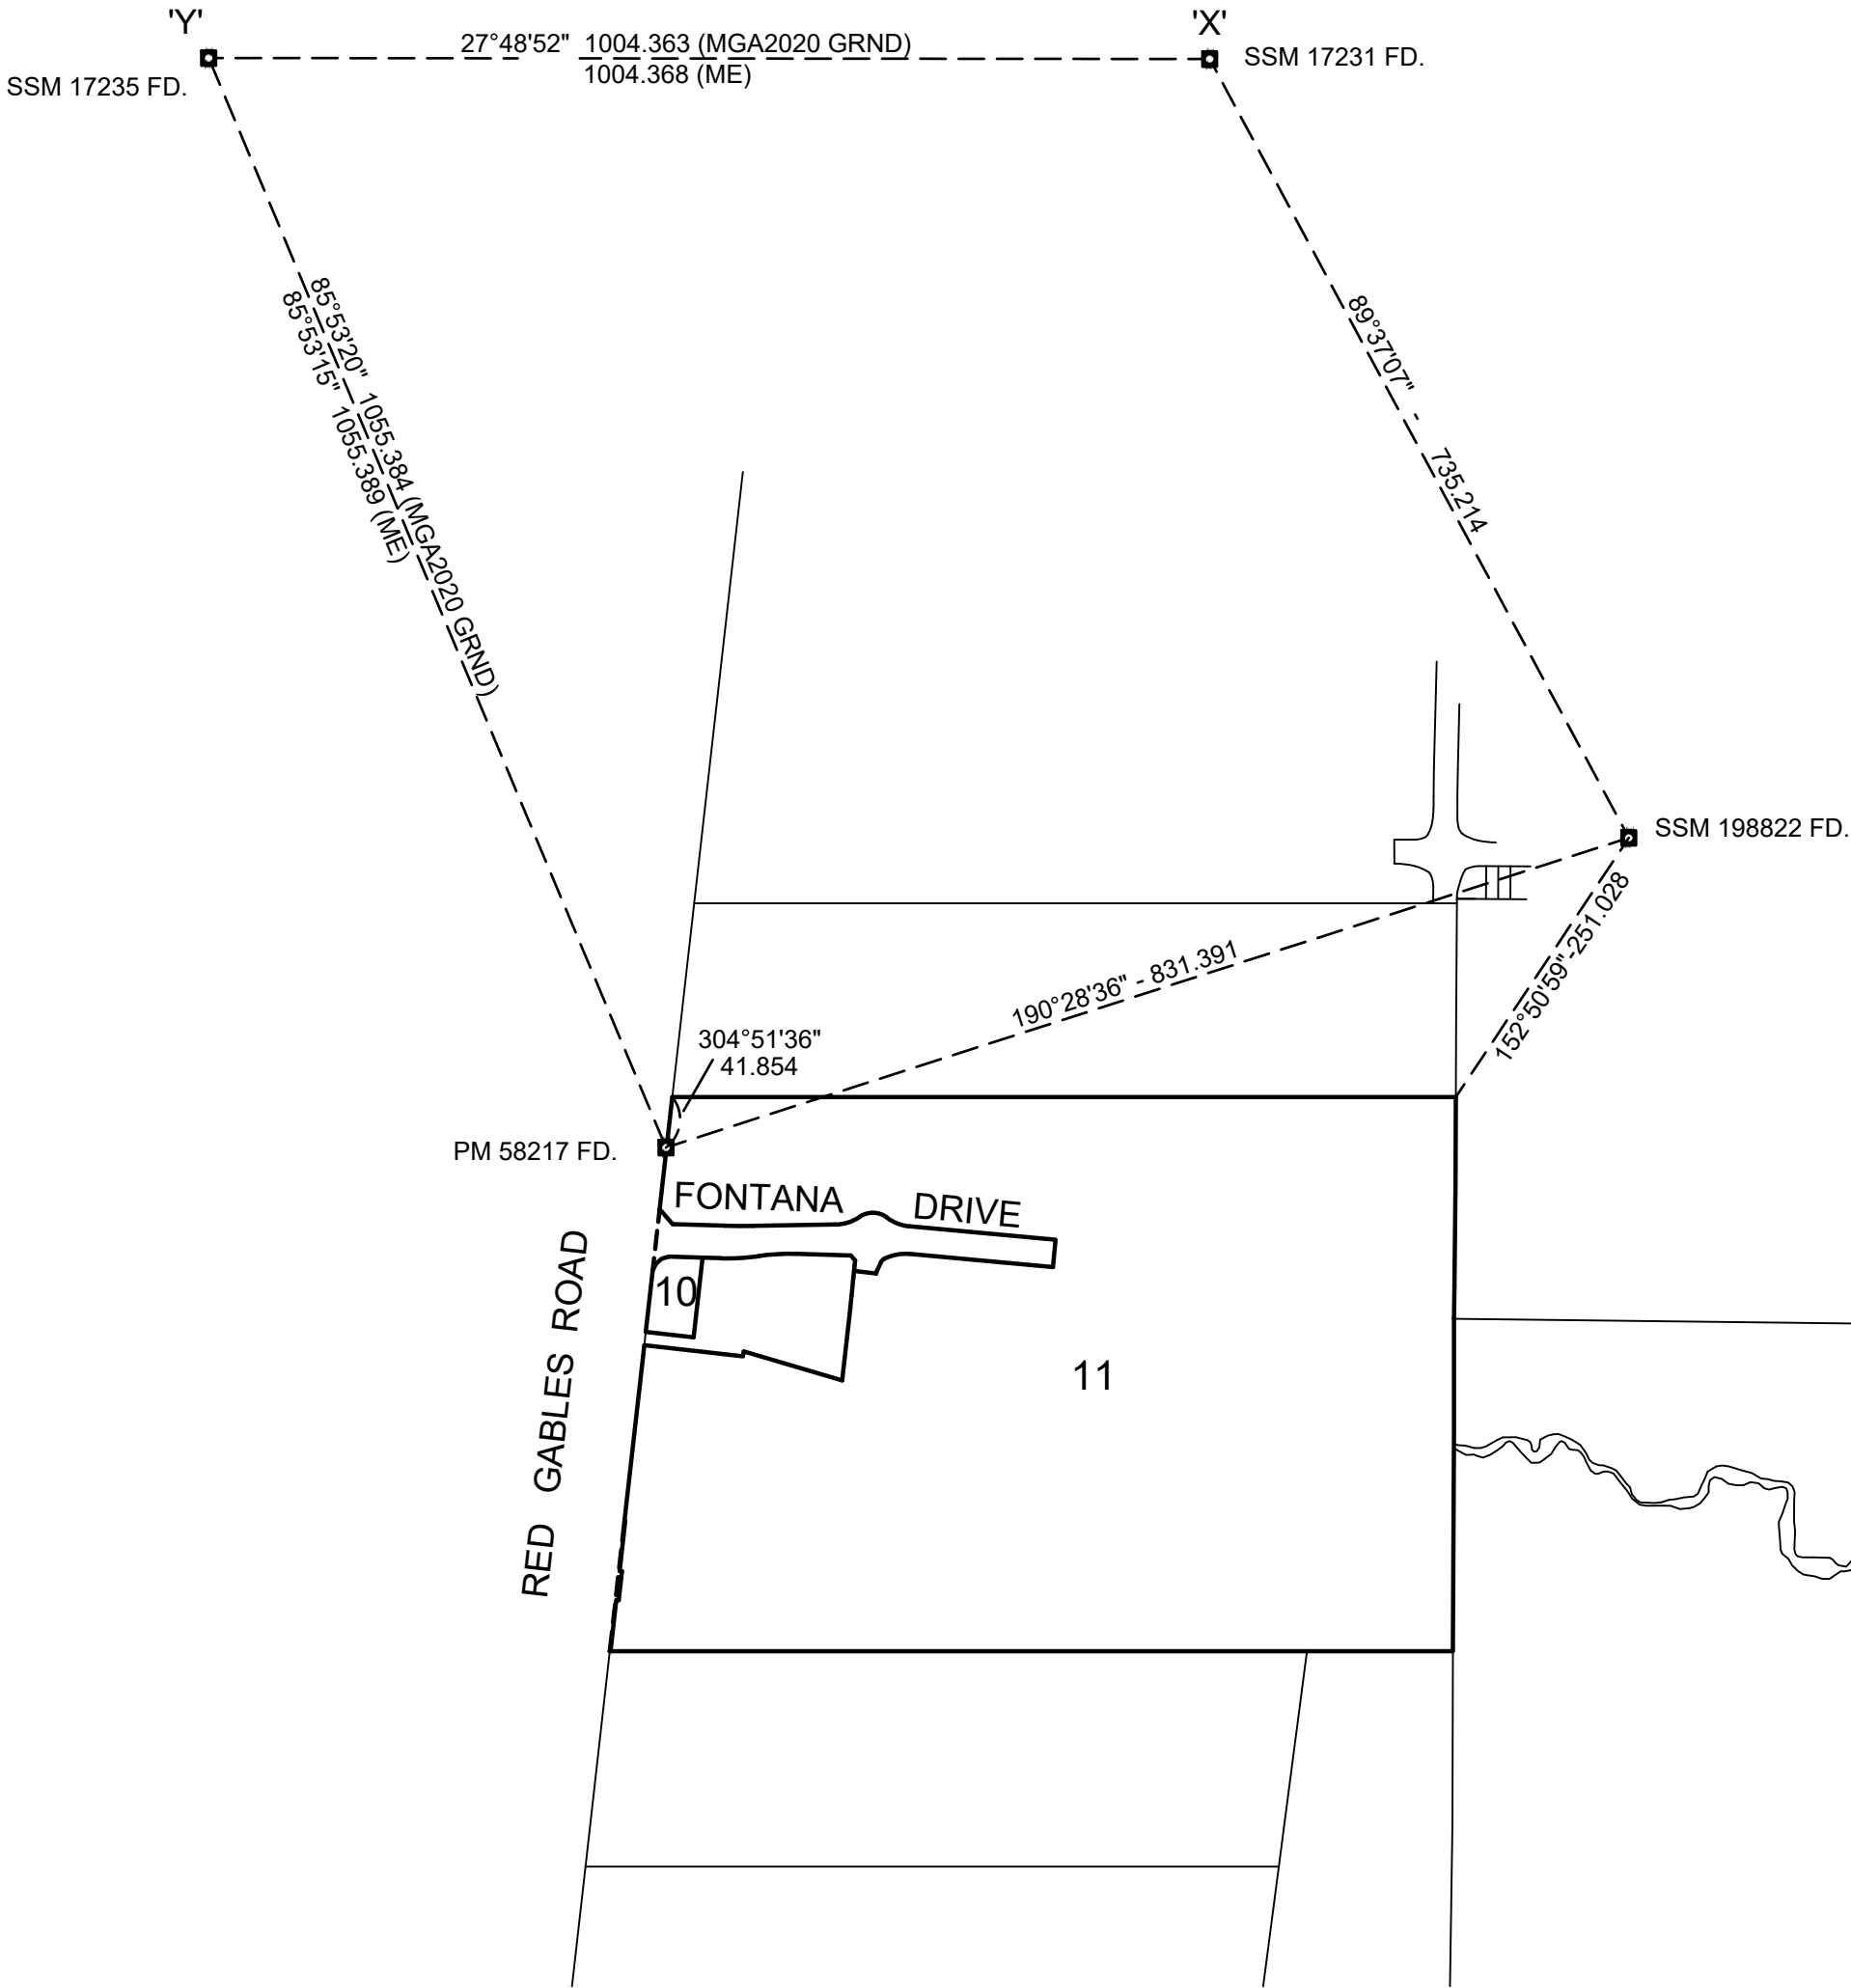 'Y'
'X'
27°48'52" 1004.363 (MGA2020 GRND)
1004.368 (ME)
SSM 17231 FD.
SSM 17235 FD.
85°53'20" 1055.384 (MGA2020 GRND)
85°53'15" 1055.389 (ME)
89°37'07" - 735.214
SSM 198822 FD.
152°50'59"-251.028
190°28'36" - 831.391
304°51'36"
41.854
PM 58217 FD.
FONTANA DRIVE
10
11
RED GABLES ROAD